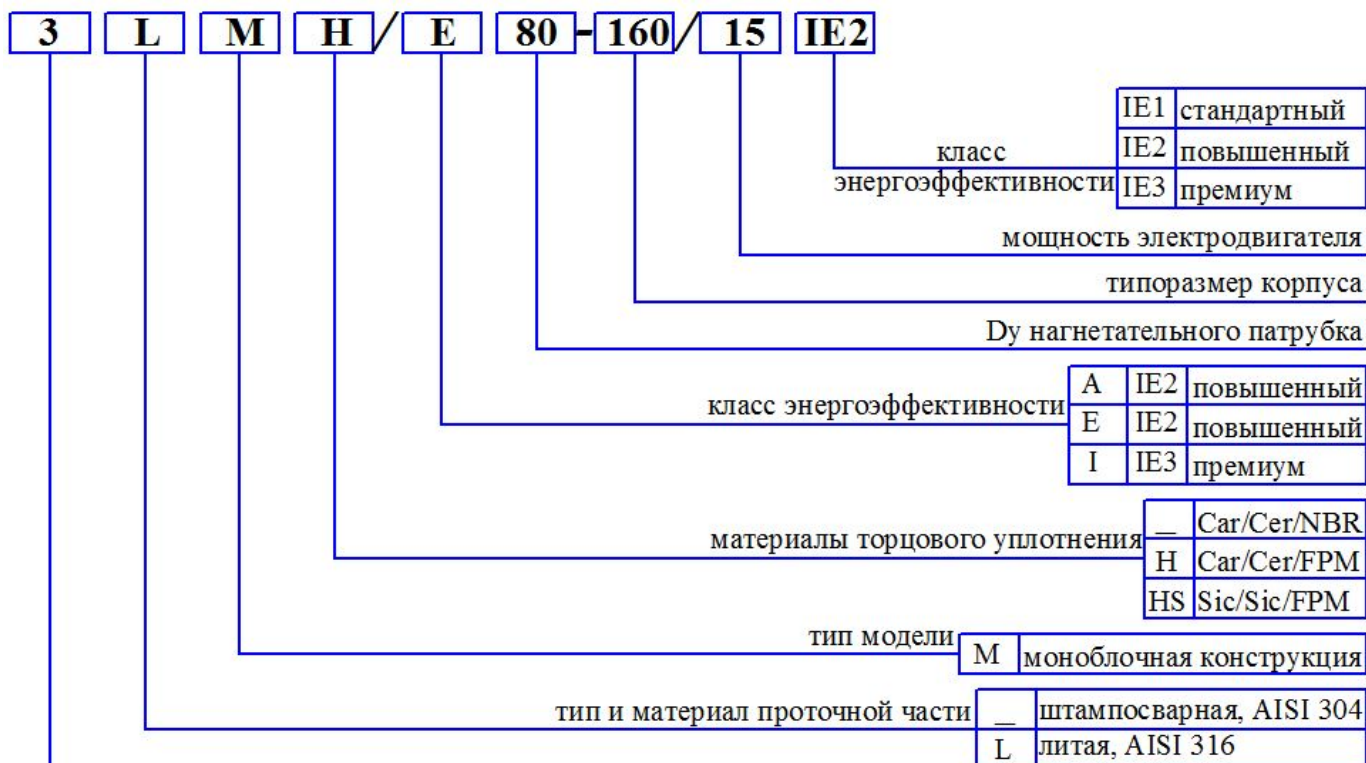 3 L M H / E 80 - 160 / 15 IE2
IE1 стандартный
класс IE2 повышенный
энергоэффективности IE3 премиум
мощность электродвигателя
типоразмер корпуса
Dу нагнетательного патрубка
A IE2 повышенный
класс энергоэффективности
E IE2 повышенный
I IE3 премиум
_ Car/Cer/NBR
материалы торцового уплотнения
H Car/Cer/FPM
HS Sic/Sic/FPM
тип модели
M моноблочная конструкция
тип и материал проточной части _ штампосварная, AISI 304
L литая, AISI 316